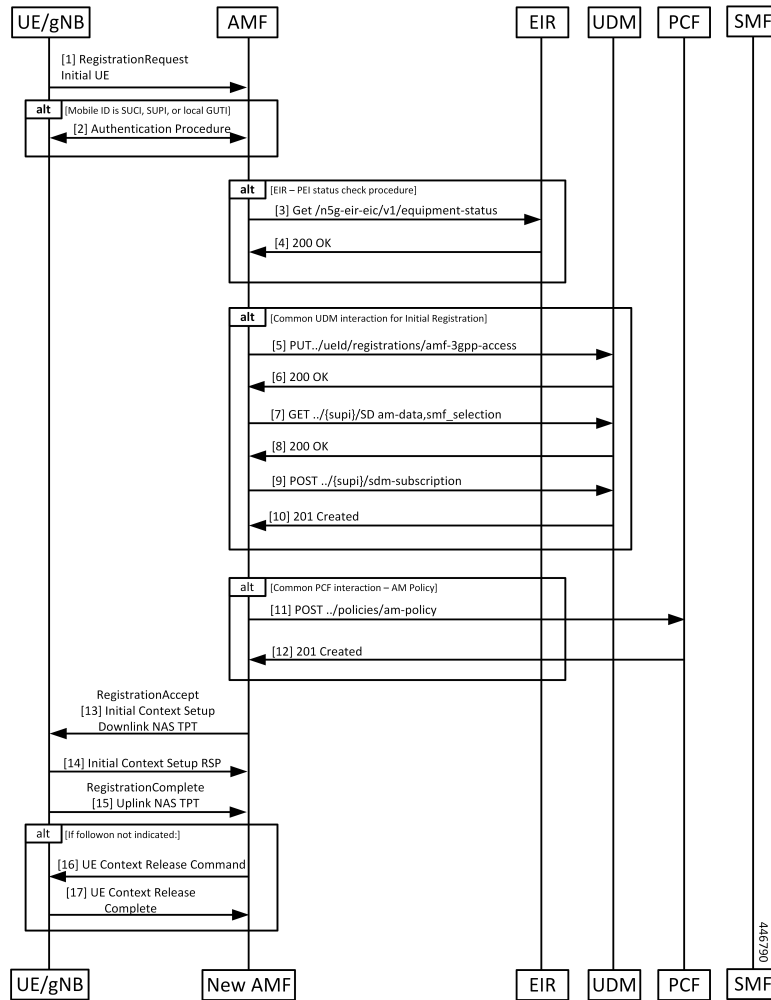 UE/gNB
AMF
EIR
UDM
PCF
SMF
[1] RegistrationRequest
Initial UE
alt
[Mobile ID is SUCI, SUPI, or local GUTI]
[2] Authentication Procedure
alt
[EIR – PEI status check procedure]
[3] Get /n5g-eir-eic/v1/equipment-status
[4] 200 OK
alt
[Common UDM interaction for Initial Registration]
[5] PUT../ueId/registrations/amf-3gpp-access
[6] 200 OK
[7] GET ../{supi}/SD am-data,smf_selection
[8] 200 OK
[9] POST ../{supi}/sdm-subscription
[10] 201 Created
alt
[Common PCF interaction – AM Policy]
[11] POST ../policies/am-policy
[12] 201 Created
RegistrationAccept
[13] Initial Context Setup
Downlink NAS TPT
[14] Initial Context Setup RSP
RegistrationComplete
[15] Uplink NAS TPT
alt
[If followon not indicated:]
[16] UE Context Release Command
[17] UE Context Release
Complete
446790
UE/gNB
New AMF
EIR
UDM
PCF
SMF